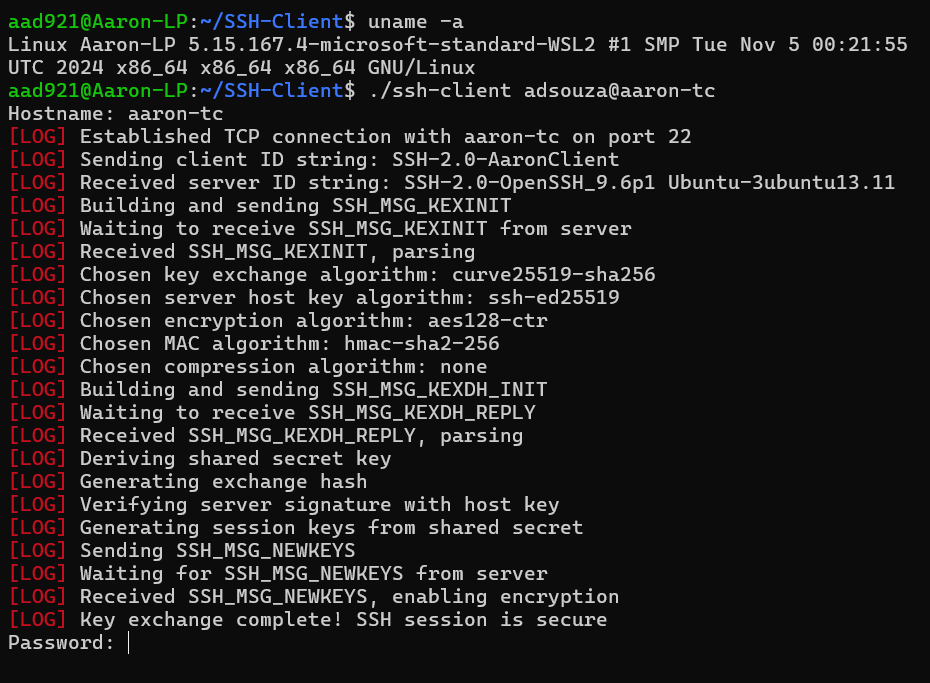 aad921@Aaron-LP:~/SSH-Client$ uname -a
Linux Aaron-LP 5.15.167.4-microsoft-standard-WSL2 #1 SMP Tue Nov 5 00:21:55
UTC 2024 x86_64 x86_64 x86_64 GNU/Linux
aad921@Aaron-LP:~/SSH-Client$ ./ssh-client adsouza@aaron-tc
Hostname: aaron-tc
[LOG] Established TCP connection with aaron-tc on port 22
[LOG] Sending client ID string: SSH-2.0-AaronClient
[LOG] Received server ID string: SSH-2.0-OpenSSH_9.6p1 Ubuntu-3ubuntu13.11
[LOG] Building and sending SSH_MSG_KEXINIT
[LOG] Waiting to receive SSH_MSG_KEXINIT from server
[LOG] Received SSH_MSG_KEXINIT, parsing
[LOG] Chosen key exchange algorithm: curve25519-sha256
[LOG] Chosen server host key algorithm: ssh-ed25519
[LOG] Chosen encryption algorithm: aes128-ctr
[LOG] Chosen MAC algorithm: hmac-sha2-256
[LOG] Chosen compression algorithm: none
[LOG] Building and sending SSH_MSG_KEXDH_INIT
[LOG] Waiting to receive SSH_MSG_KEXDH_REPLY
[LOG] Received SSH_MSG_KEXDH_REPLY, parsing
[LOG] Deriving shared secret key
[LOG] Generating exchange hash
[LOG] Verifying server signature with host key
[LOG] Generating session keys from shared secret
[LOG] Sending SSH_MSG_NEWKEYS
[LOG] Waiting for SSH_MSG_NEWKEYS from server
[LOG] Received SSH_MSG_NEWKEYS, enabling encryption
[LOG] Key exchange complete! SSH session is secure
Password: